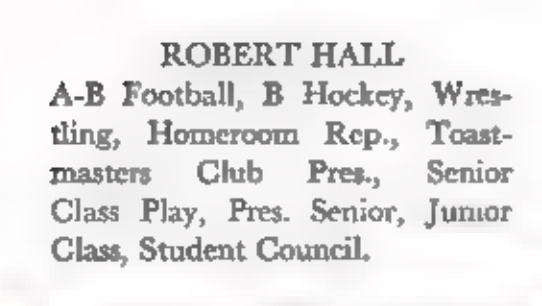 ROBERT HALL
A-B Football, B Hockey, Wres-
tling, Homeroom Rep., Toast-
masters Club Pres., Senior
Class Play, Pres. Senior, Junior
Class, Student Council.